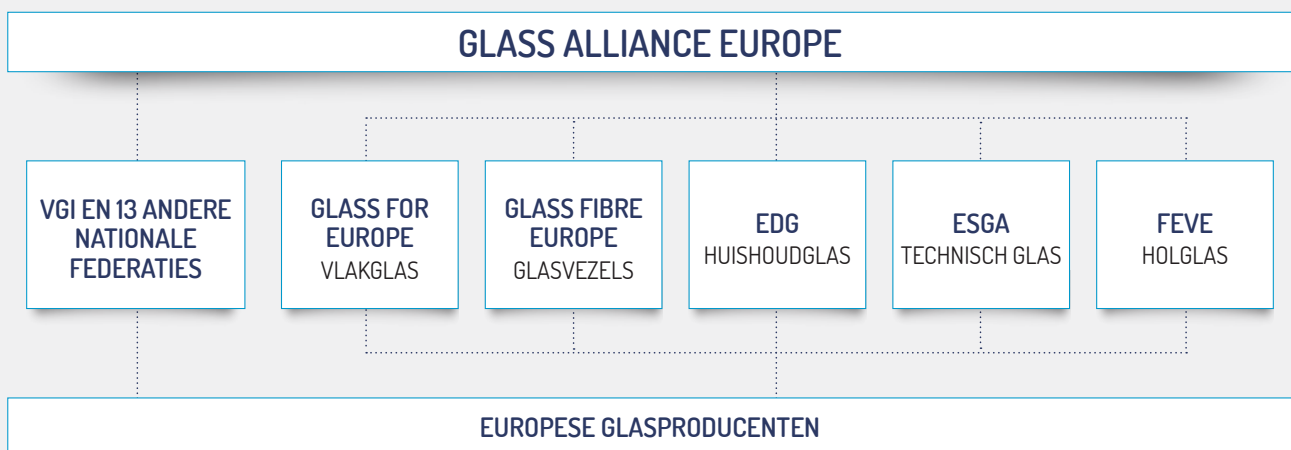 GLASS ALLIANCE EUROPE
VGI EN 13 ANDERE
NATIONALE
FEDERATIES
GLASS FOR
EUROPE
VLAKGLAS
GLASS FIBRE
EUROPE
GLASVEZELS
EDG
HUISHOUDGLAS
ESGA
TECHNISCH GLAS
FEVE
HOLGLAS
EUROPESE GLASPRODUCENTEN